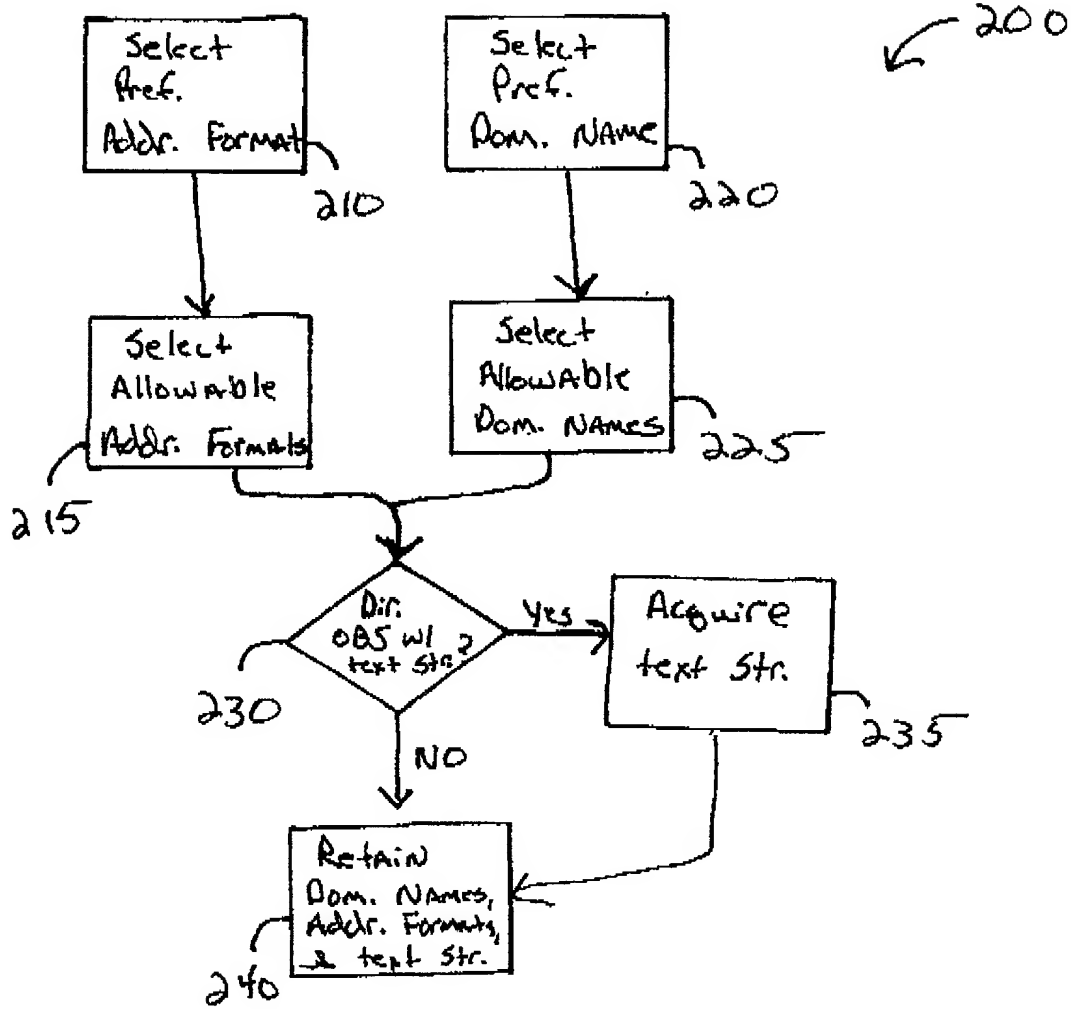 200
Select
Pref.
Addr. Format
210
Select
Pref.
Dom. Name
220
Select
Allowable
Addr. Formats
215
Select
Allowable
Dom. Names
225
Dir.
OBS w/
text str.?
230
Yes
Acquire
text str.
235
NO
Retain
Dom. Names,
Addr. Formats,
& text str.
240